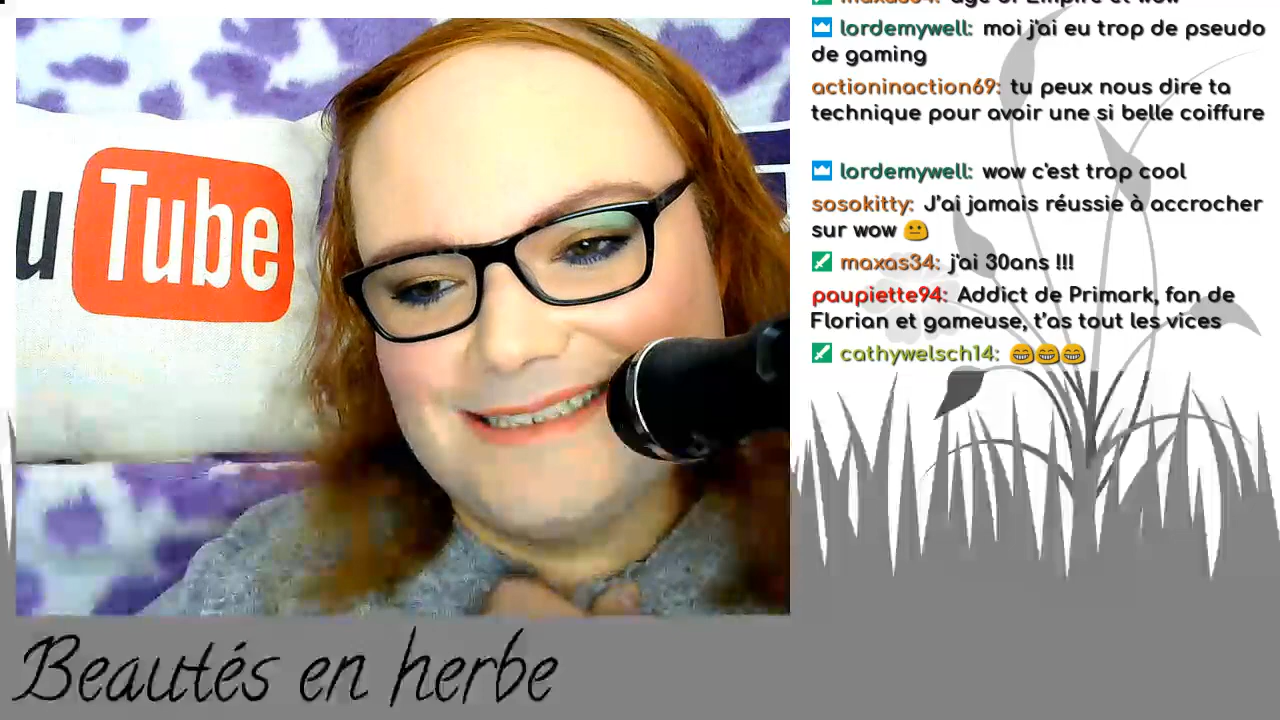 u Tube
Beautés en herbe
lordemywell: moi j'ai eu trop de pseudo
de gaming
actioninaction69: tu peux nous dire ta
technique pour avoir une si belle coiffure
lordemywell: wow c'est trop cool
sosokitty: J'ai jamais réussie à accrocher
sur wow 😐
maxas34: j'ai 30ans !!!
paupiette94: Addict de Primark, fan de
Florian et gameuse, t'as tout les vices
cathywelsch14: 😁😁😁